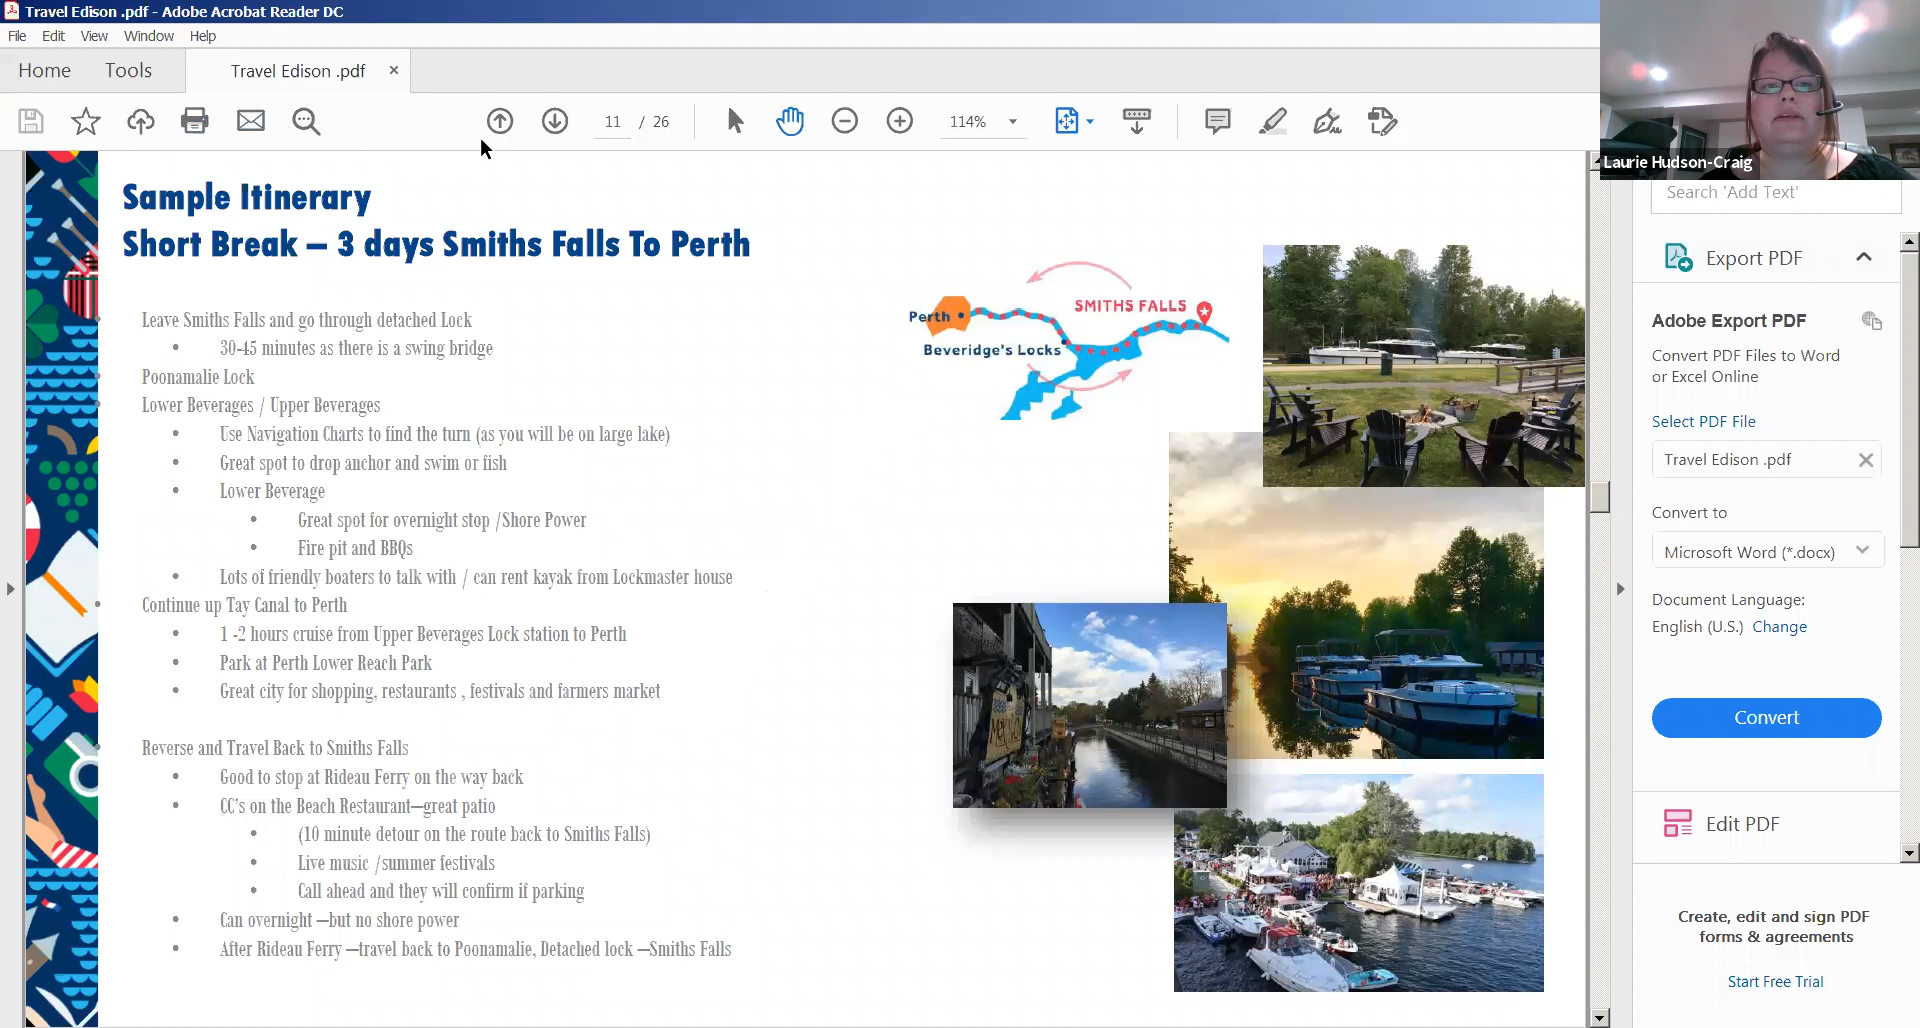 Travel Edison .pdf - Adobe Acrobat Reader DC
File Edit View Window Help
Home Tools Travel Edison .pdf ×
11 / 26 114%
Laurie Hudson-Craig
Sample Itinerary
Short Break – 3 days Smiths Falls To Perth
Leave Smiths Falls and go through detached Lock
• 30-45 minutes as there is a swing bridge
Poonamalie Lock
Lower Beverages / Upper Beverages
• Use Navigation Charts to find the turn (as you will be on large lake)
• Great spot to drop anchor and swim or fish
• Lower Beverage
• Great spot for overnight stop /Shore Power
• Fire pit and BBQs
• Lots of friendly boaters to talk with / can rent kayak from Lockmaster house
Continue up Tay Canal to Perth
• 1 -2 hours cruise from Upper Beverages Lock station to Perth
• Park at Perth Lower Reach Park
• Great city for shopping, restaurants , festivals and farmers market
Reverse and Travel Back to Smiths Falls
• Good to stop at Rideau Ferry on the way back
• CC's on the Beach Restaurant—great patio
• (10 minute detour on the route back to Smiths Falls)
• Live music /summer festivals
• Call ahead and they will confirm if parking
• Can overnight —but no shore power
• After Rideau Ferry —travel back to Poonamalie, Detached lock —Smiths Falls
SMITHS FALLS
Perth
Beveridge's Locks
Search 'Add Text'
Export PDF
Adobe Export PDF
Convert PDF Files to Word
or Excel Online
Select PDF File
Travel Edison .pdf
Convert to
Microsoft Word (*.docx)
Document Language:
English (U.S.) Change
Convert
Edit PDF
Create, edit and sign PDF
forms & agreements
Start Free Trial